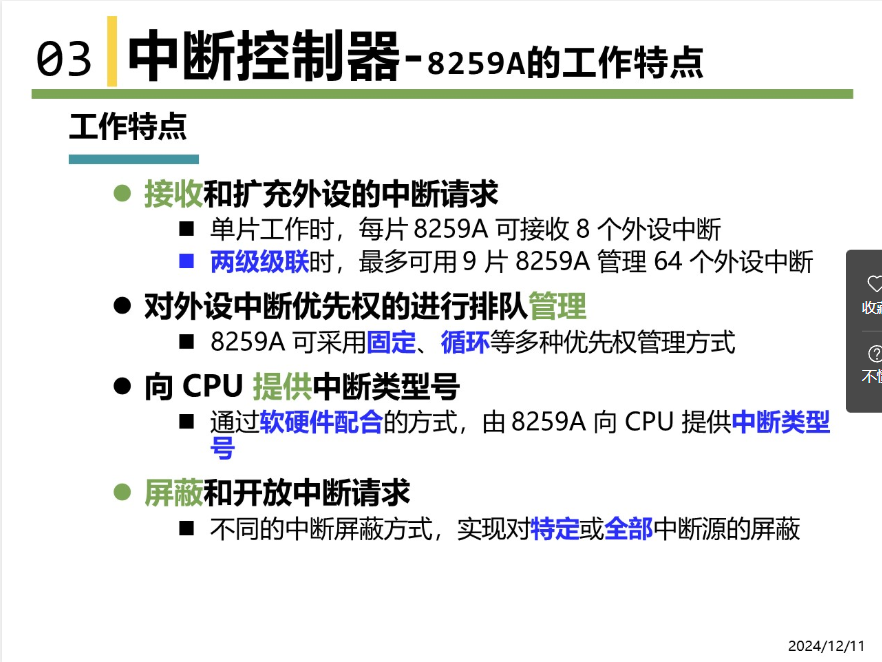 03 中断控制器-8259A的工作特点
工作特点
接收和扩充外设的中断请求
单片工作时，每片 8259A 可接收 8 个外设中断
两级级联时，最多可用 9 片 8259A 管理 64 个外设中断
对外设中断优先权的进行排队管理
8259A 可采用固定、循环等多种优先权管理方式
向 CPU 提供中断类型号
通过软硬件配合的方式，由 8259A 向 CPU 提供中断类型
号
屏蔽和开放中断请求
不同的中断屏蔽方式，实现对特定或全部中断源的屏蔽
收
不
2024/12/11